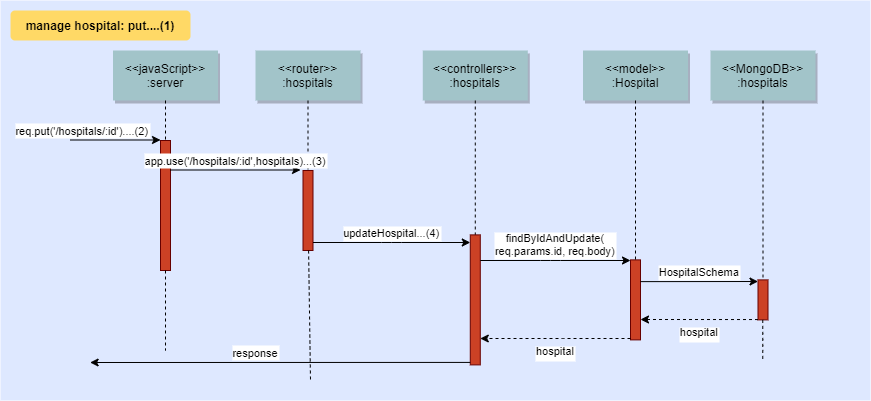 manage hospital: put....(1)
<<javaScript>>
:server
<<router>>
:hospitals
<<controllers>>
:hospitals
<<model>>
:Hospital
<<MongoDB>>
:hospitals
req.put('/hospitals/:id')....(2)
app.use('/hospitals/:id',hospitals)...(3)
updateHospital...(4)
findByIdAndUpdate(
req.params.id, req.body)
HospitalSchema
hospital
hospital
response